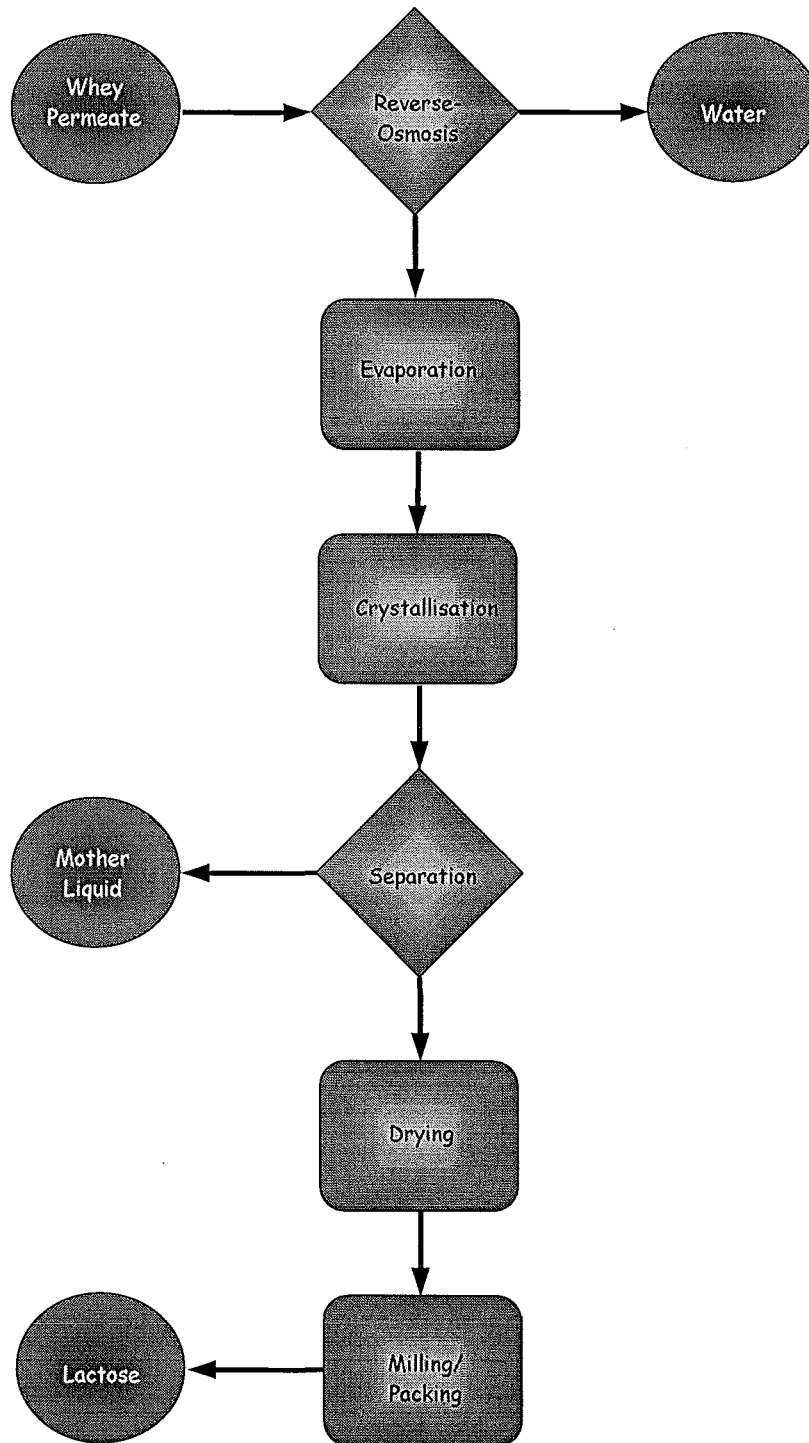 Whey
Permeate
Reverse-
Osmosis
Water
Evaporation
Crystallisation
Mother
Liquid
Separation
Drying
Lactose
Milling/
Packing